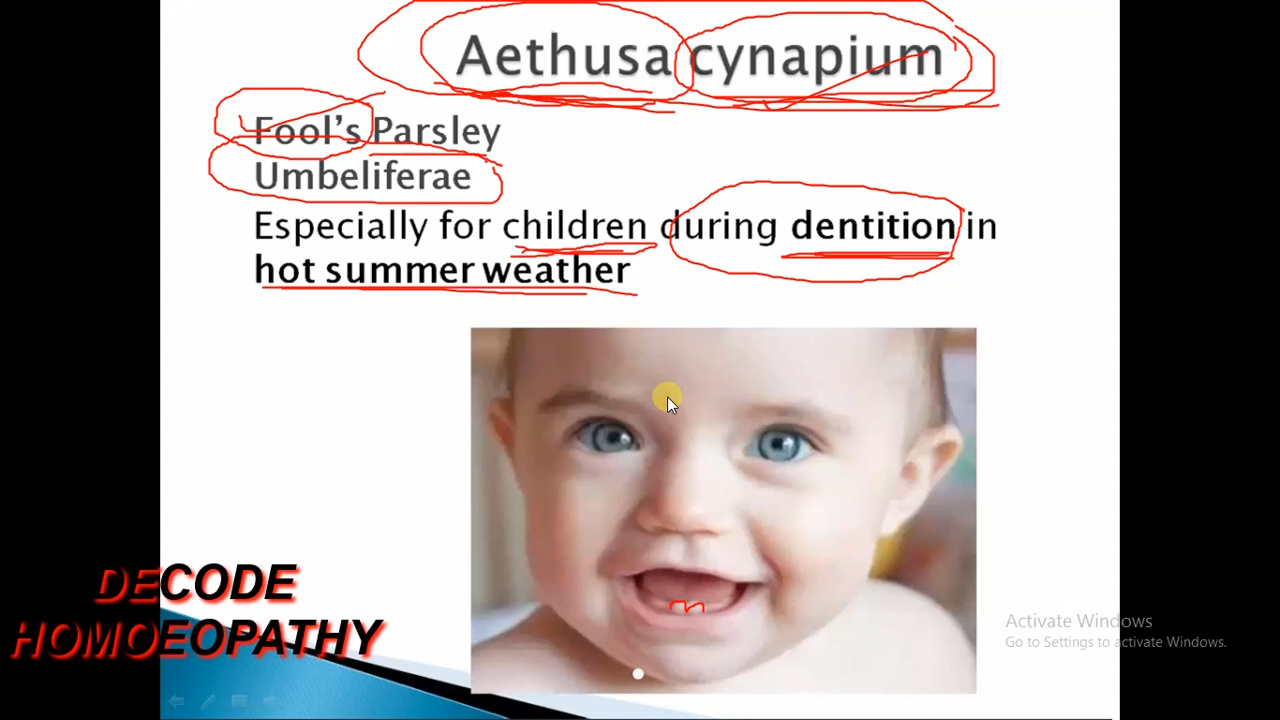 Aethusa cynapium
Fool's Parsley
Umbeliferae
Especially for children during dentition in
hot summer weather
DECODE
HOMOEOPATHY
Activate Windows
Go to Settings to activate Windows.